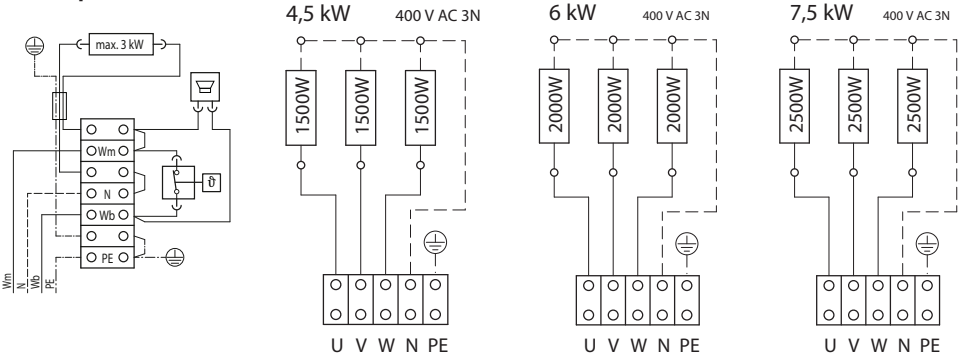 max. 3 kW
Wm
N
Wb
PE
ϑ
Wm
N
Wb
PE
4,5 kW 400 V AC 3N
1500W
1500W
1500W
U V W N PE
6 kW 400 V AC 3N
2000W
2000W
2000W
U V W N PE
7,5 kW 400 V AC 3N
2500W
2500W
2500W
U V W N PE